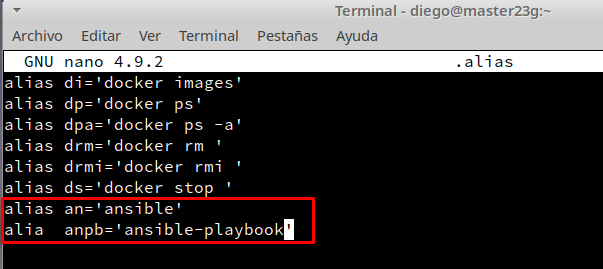 Terminal - diego@master23g:~
Archivo Editar Ver Terminal Pestañas Ayuda
GNU nano 4.9.2 .alias
alias di='docker images'
alias dp='docker ps'
alias dpa='docker ps -a'
alias drm='docker rm '
alias drmi='docker rmi '
alias ds='docker stop '
alias an='ansible'
alia  anpb='ansible-playbook'